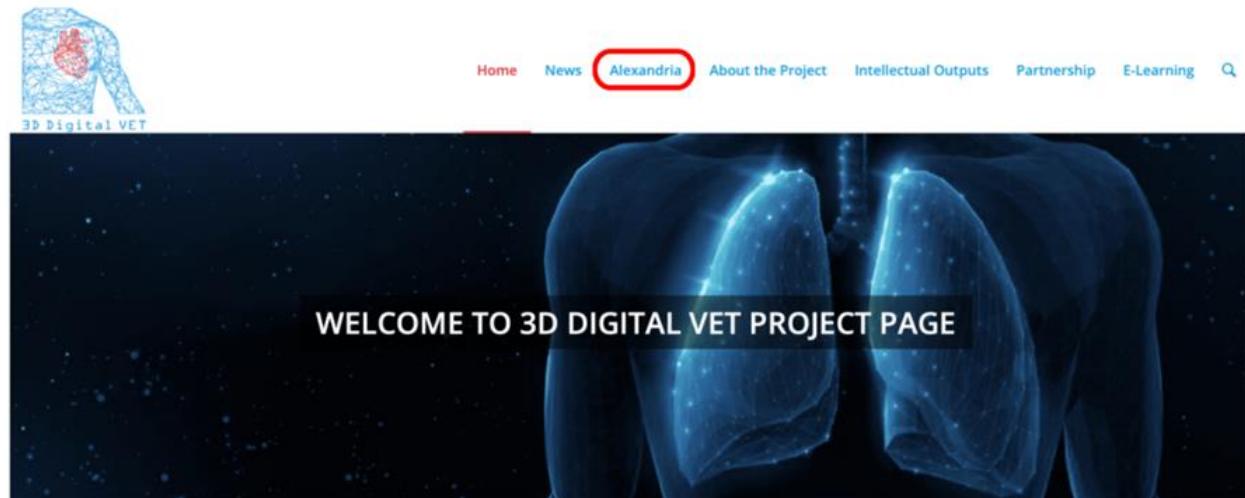 3D Digital VET
Home News Alexandria About the Project Intellectual Outputs Partnership E-Learning
WELCOME TO 3D DIGITAL VET PROJECT PAGE